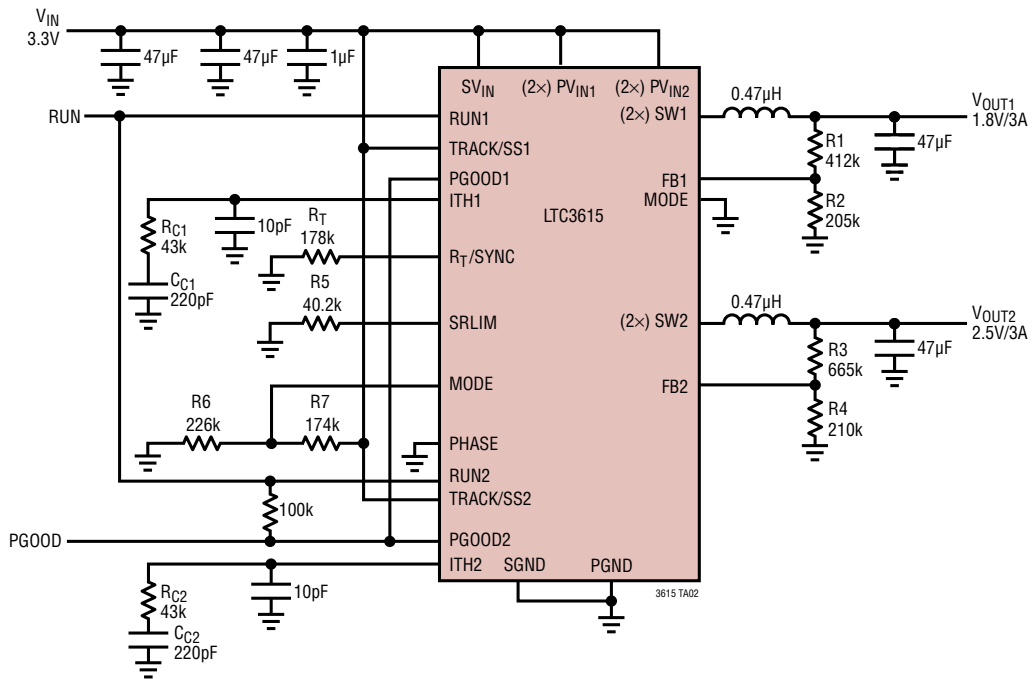 VIN
3.3V
47µF
47µF
1µF
SVIN
(2×) PVIN1
(2×) PVIN2
0.47µH
VOUT1
1.8V/3A
RUN
RUN1
(2×) SW1
R1
412k
47µF
TRACK/SS1
PGOOD1
FB1
ITH1
MODE
R2
205k
LTC3615
RC1
43k
10pF
RT
178k
RT/SYNC
CC1
220pF
R5
40.2k
0.47µH
SRLIM
(2×) SW2
VOUT2
2.5V/3A
R3
665k
47µF
MODE
FB2
R6
226k
R7
174k
R4
210k
PHASE
RUN2
TRACK/SS2
100k
PGOOD
PGOOD2
ITH2
SGND
PGND
10pF
3615 TA02
RC2
43k
CC2
220pF